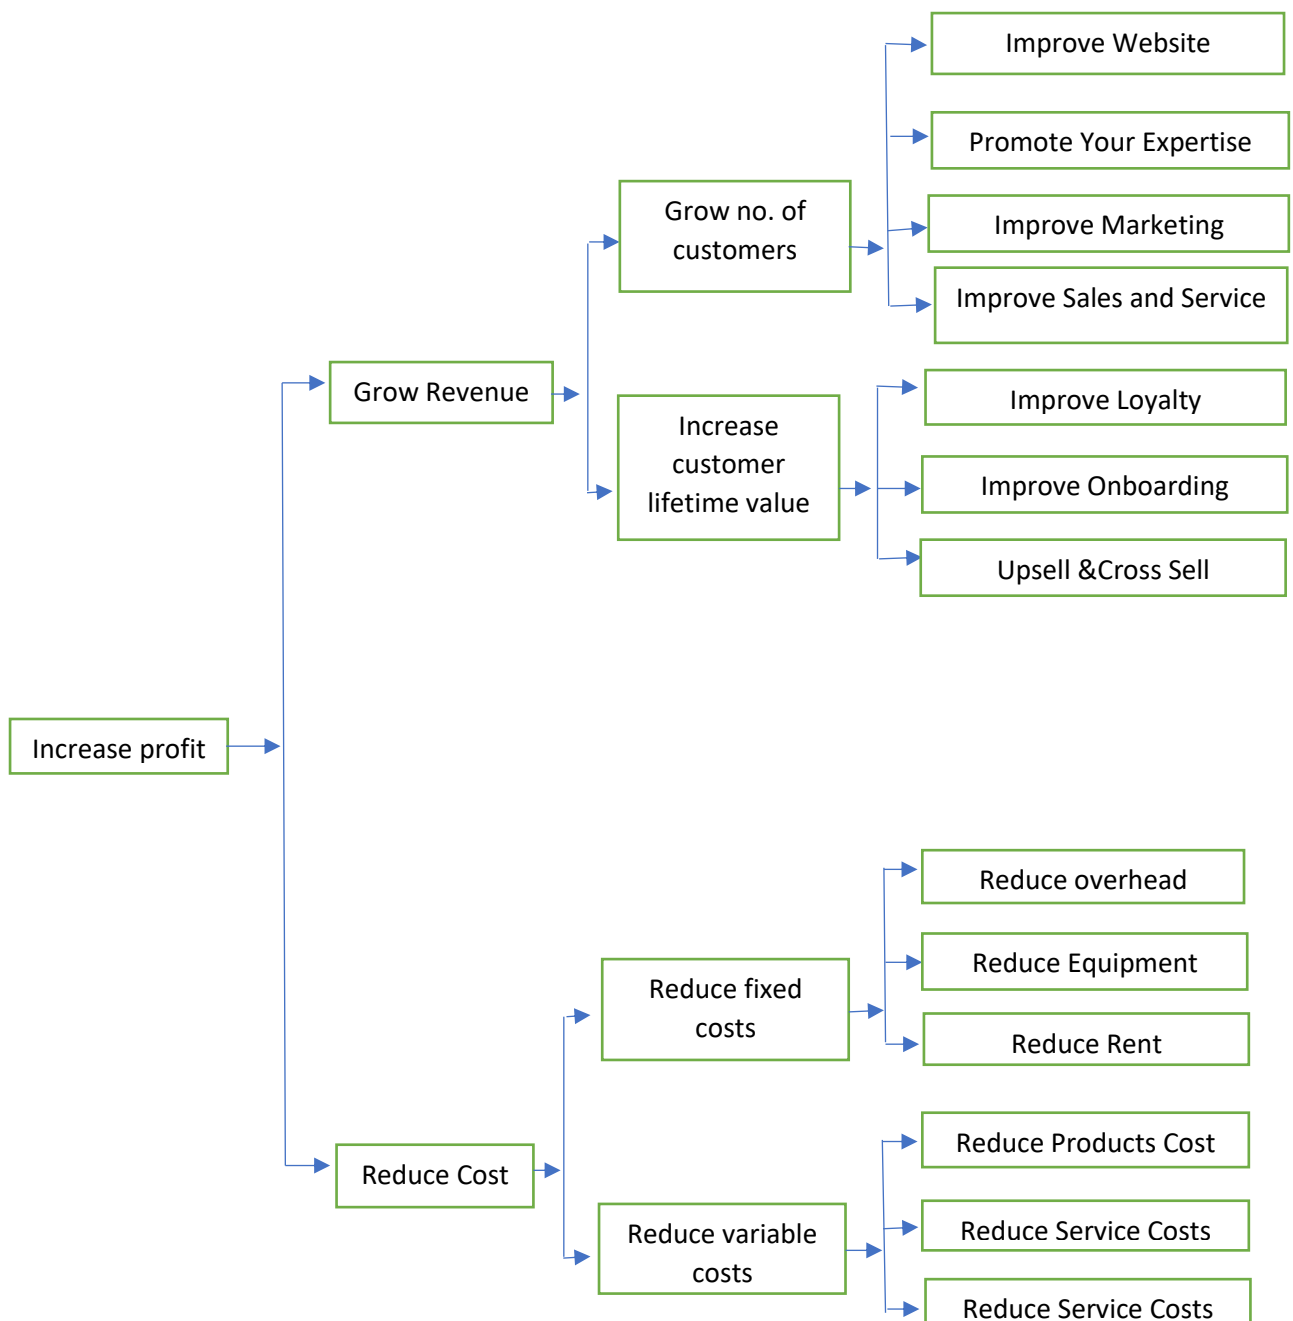 Improve Website
Promote Your Expertise
Grow no. of
customers
Improve Marketing
Improve Sales and Service
Grow Revenue
Increase
customer
lifetime value
Improve Loyalty
Improve Onboarding
Upsell &Cross Sell
Increase profit
Reduce overhead
Reduce fixed
costs
Reduce Equipment
Reduce Rent
Reduce Cost
Reduce Products Cost
Reduce variable
costs
Reduce Service Costs
Reduce Service Costs